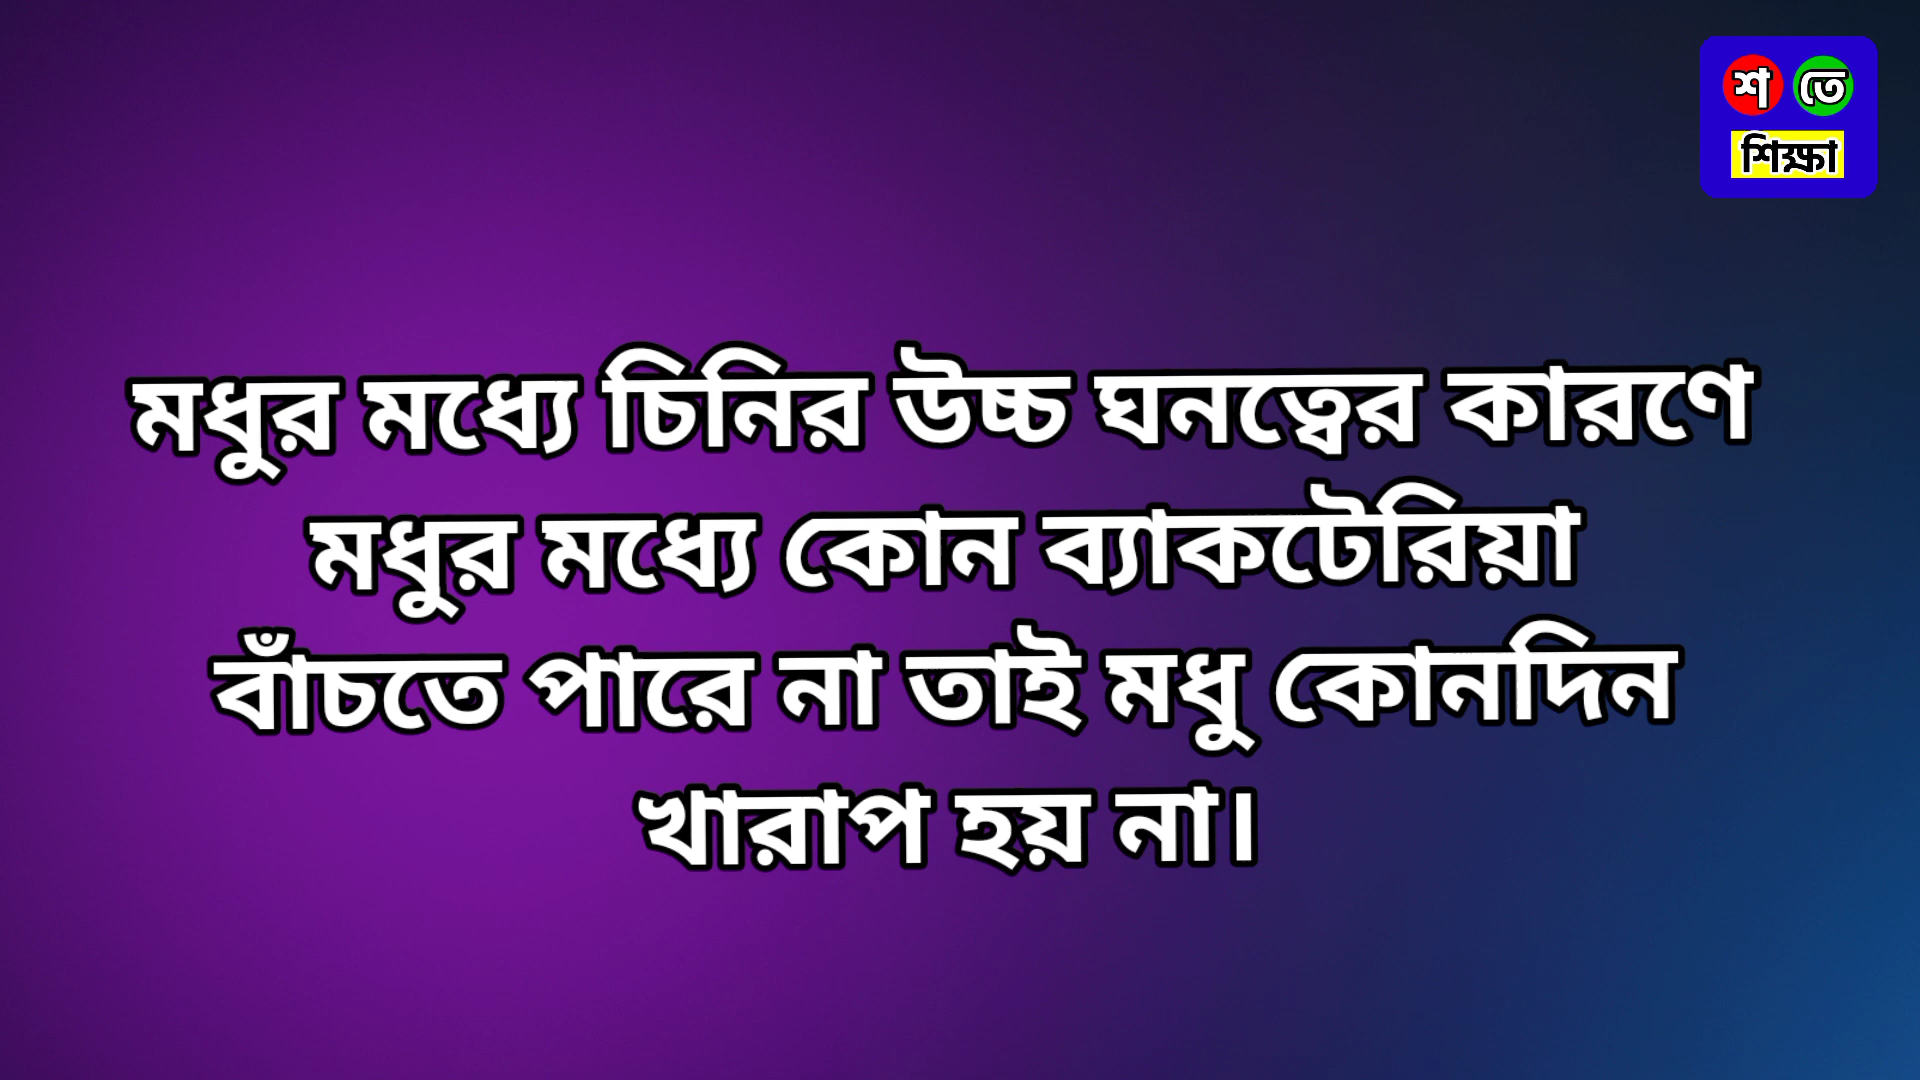 শ তে
শিক্ষা
মধুর মধ্যে চিনির উচ্চ ঘনত্বের কারণে
মধুর মধ্যে কোন ব্যাকটেরিয়া
বাঁচতে পারে না তাই মধু কোনদিন
খারাপ হয় না।